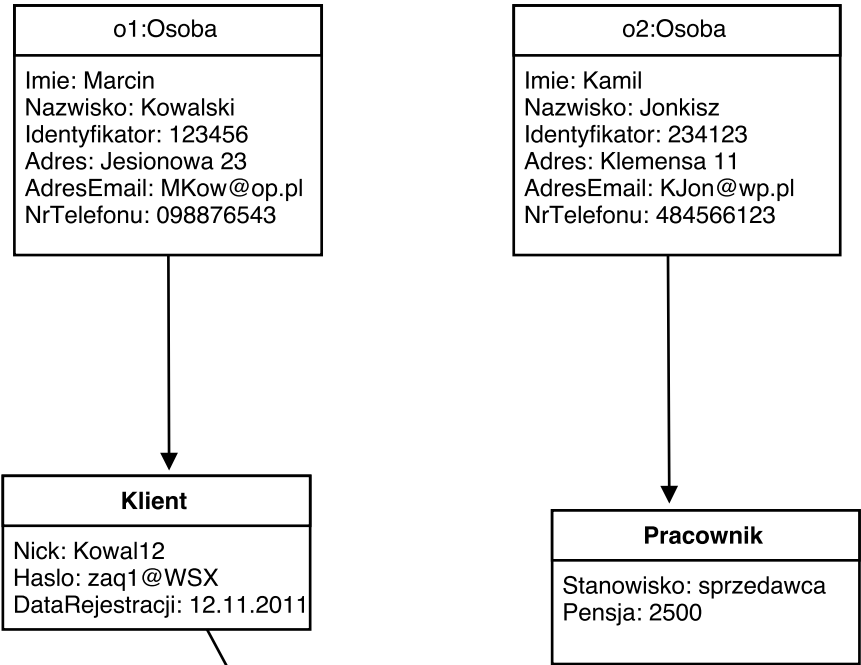 o1:Osoba
Imie: Marcin
Nazwisko: Kowalski
Identyfikator: 123456
Adres: Jesionowa 23
AdresEmail: MKow@op.pl
NrTelefonu: 098876543
o2:Osoba
Imie: Kamil
Nazwisko: Jonkisz
Identyfikator: 234123
Adres: Klemensa 11
AdresEmail: KJon@wp.pl
NrTelefonu: 484566123
Klient
Nick: Kowal12
Haslo: zaq1@WSX
DataRejestracji: 12.11.2011
Pracownik
Stanowisko: sprzedawca
Pensja: 2500